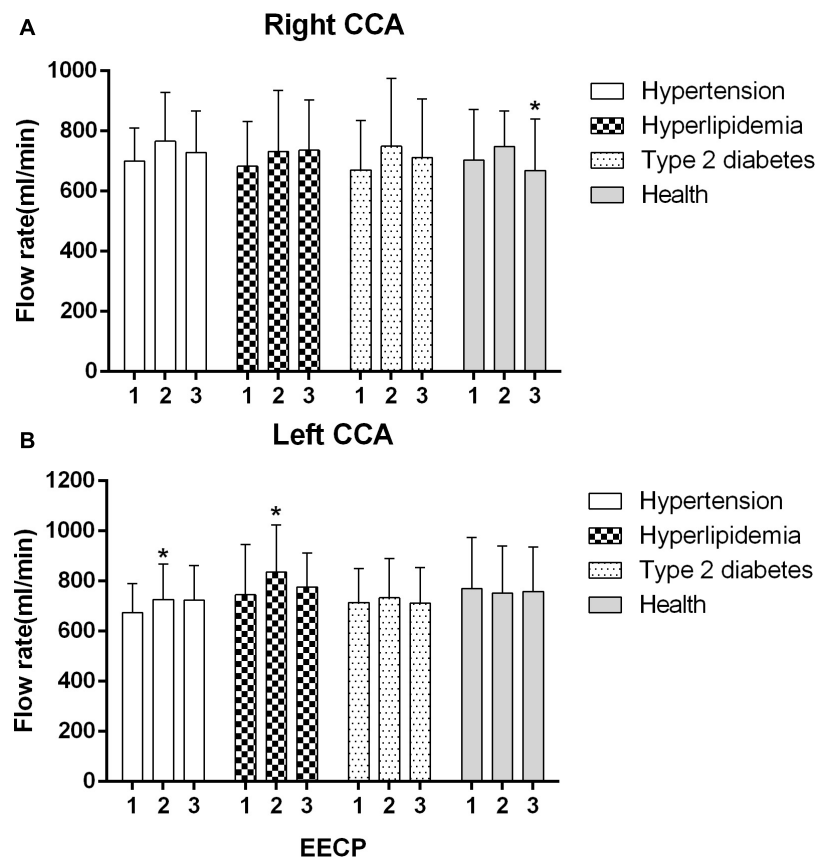 A
Right CCA
Flow rate(ml/min)
1000
800
600
400
200
0
1 2 3 1 2 3 1 2 3 1 2 3
*
Hypertension
Hyperlipidemia
Type 2 diabetes
Health
B
Left CCA
Flow rate(ml/min)
1200
1000
800
600
400
200
0
* *
1 2 3 1 2 3 1 2 3 1 2 3
EECP
Hypertension
Hyperlipidemia
Type 2 diabetes
Health